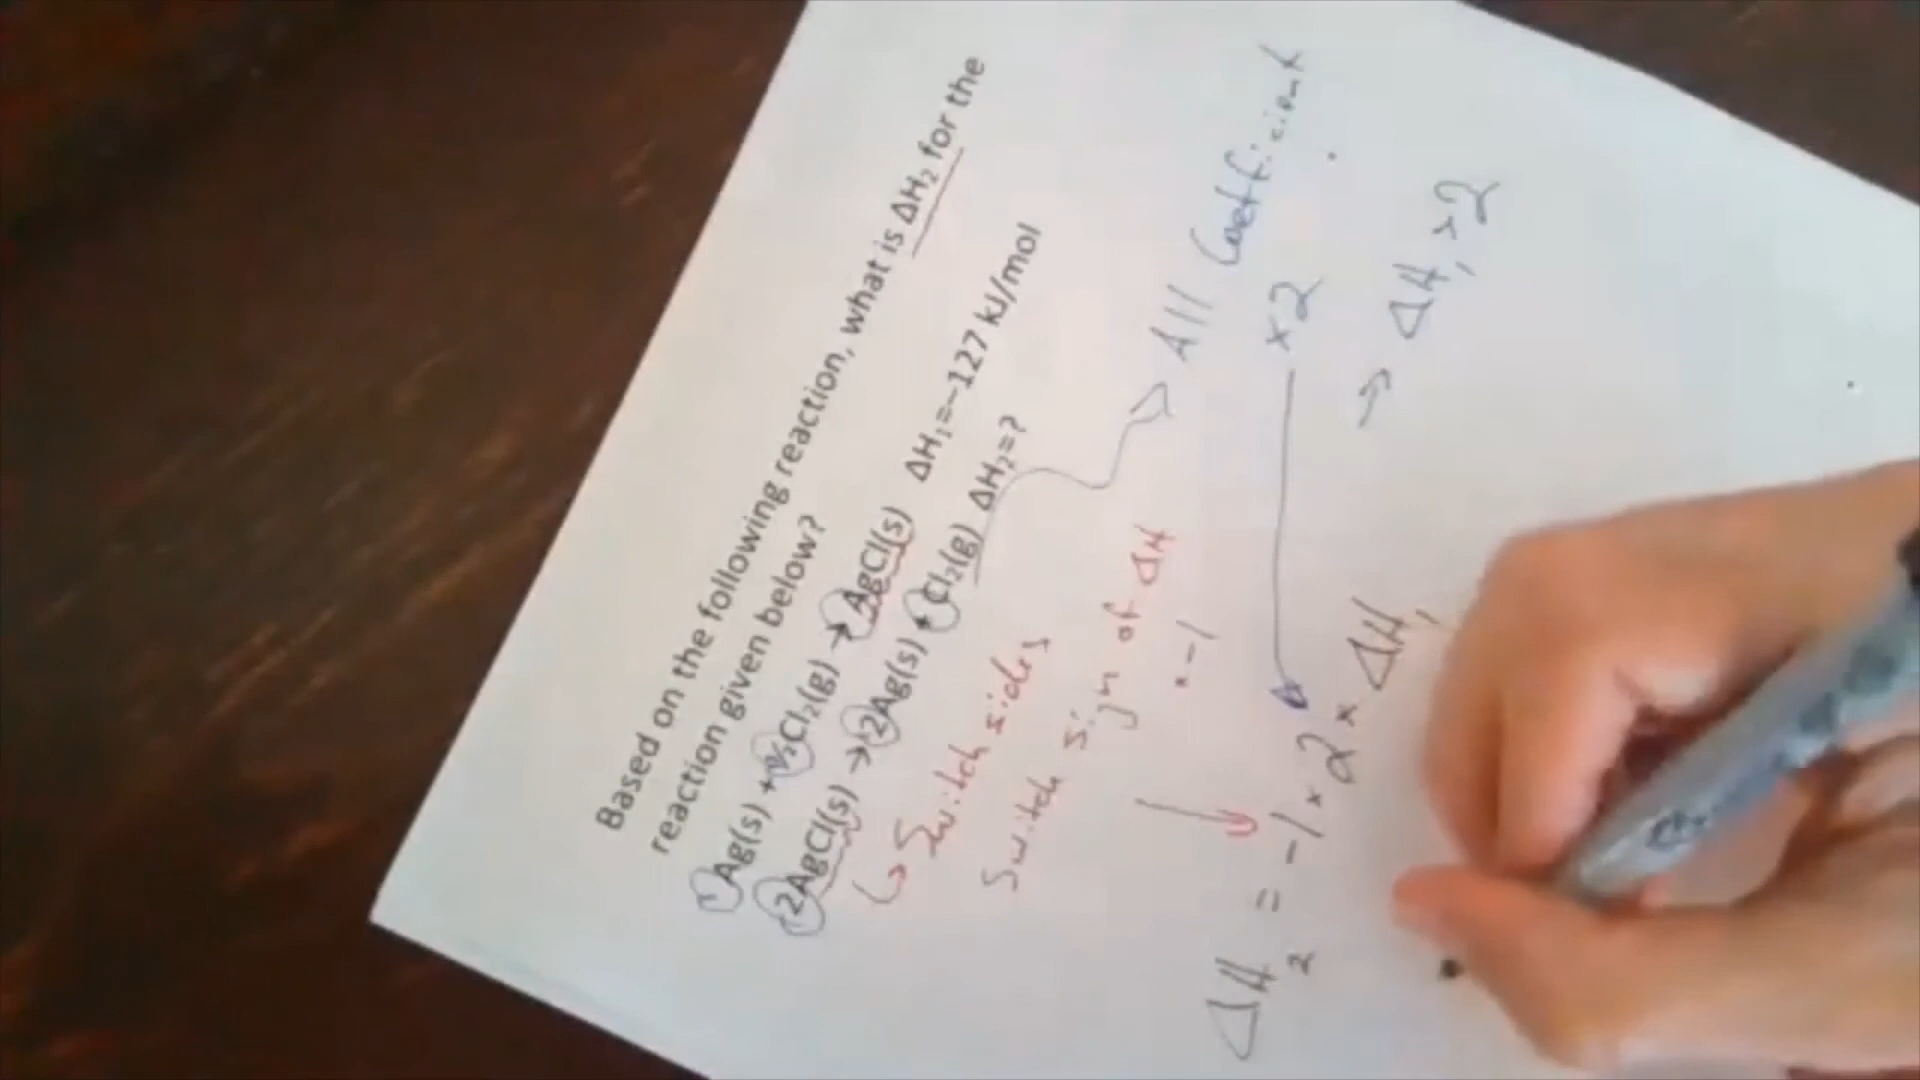 Based on the following reaction, what is ΔH₂ for the
reaction given below?
1 Ag(s) + ½Cl₂(g) → 1 AgCl(s) ΔH₁=−127 kJ/mol
2AgCl(s) → 2Ag(s) + Cl₂(g) ΔH₂=?
↳ Switch sides
Switch sign of ΔH
× -1
All Coefficient
×2
→ ΔH₁ × 2
ΔH₂ = -1 × 2 × ΔH₁